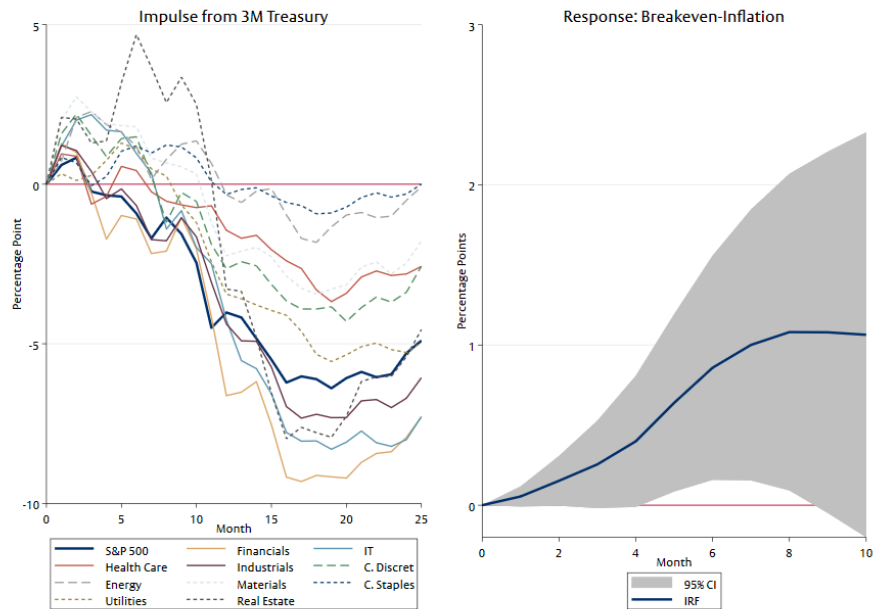 Impulse from 3M Treasury
Percentage Point
5
0
-5
-10
0 5 10 15 20 25
Month
S&P 500 Financials IT
Health Care Industrials C. Discret
Energy Materials C. Staples
Utilities Real Estate
Response: Breakeven-Inflation
Percentage Points
3
2
1
0
0 2 4 6 8 10
Month
95% CI
IRF